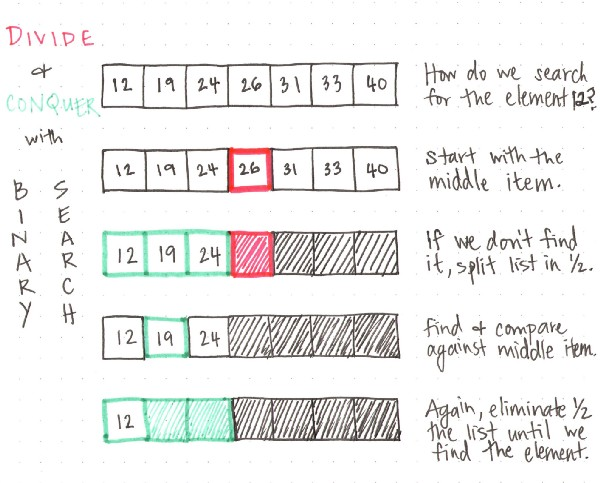 DIVIDE
&
CONQUER
with
BINARY
SEARCH
12 19 24 26 31 33 40
How do we search
for the element 12?
12 19 24 26 31 33 40
start with the
middle item.
12 19 24
If we don't find
it, split list in 1/2.
12 19 24
find & compare
against middle item.
12
Again, eliminate 1/2
the list until we
find the element.